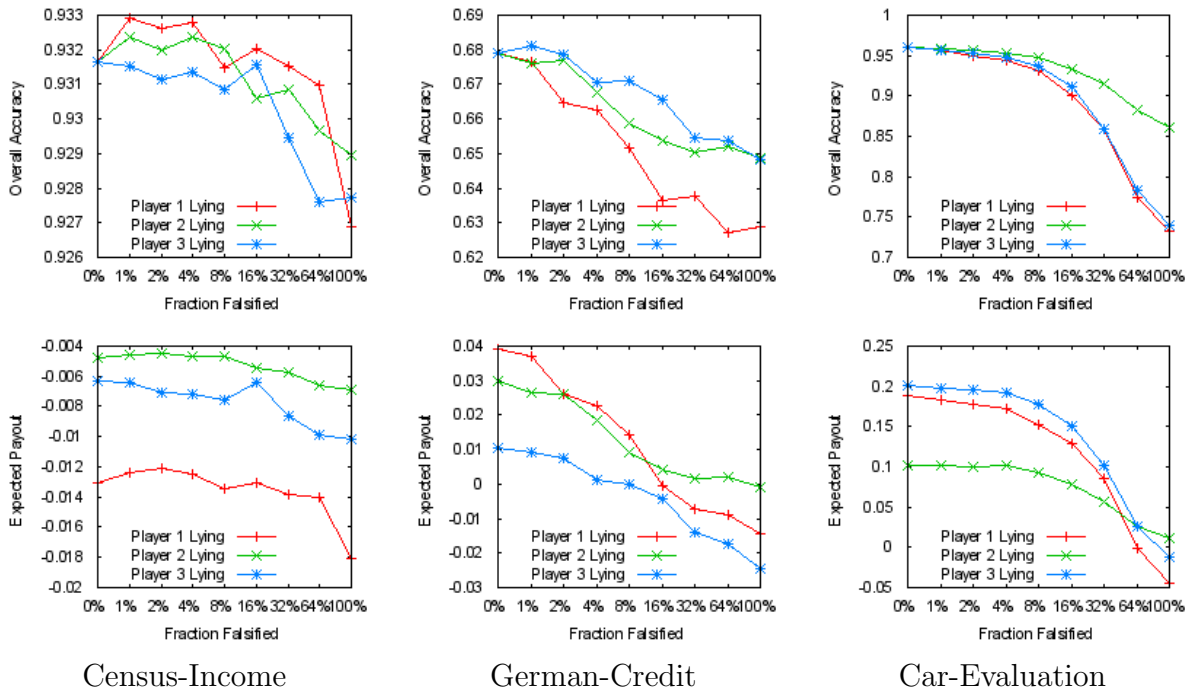 0.933
0.932
0.931
0.93
0.929
0.928
0.927
0.926
Overall Accuracy
Player 1 Lying
Player 2 Lying
Player 3 Lying
0% 1% 2% 4% 8% 16% 32% 64% 100%
Fraction Falsified
0.7
0.69
0.68
0.67
0.66
0.65
0.64
0.63
0.62
Overall Accuracy
Player 1 Lying
Player 2 Lying
Player 3 Lying
0% 1% 2% 4% 8% 16% 32% 64% 100%
Fraction Falsified
1
0.95
0.9
0.85
0.8
0.75
0.7
Overall Accuracy
Player 1 Lying
Player 2 Lying
Player 3 Lying
0% 1% 2% 4% 8% 16% 32% 64% 100%
Fraction Falsified
-0.004
-0.006
-0.008
-0.01
-0.012
-0.014
-0.016
-0.018
-0.02
Expected Payout
Player 1 Lying
Player 2 Lying
Player 3 Lying
0% 1% 2% 4% 8% 16% 32% 64% 100%
Fraction Falsified
0.04
0.03
0.02
0.01
0
-0.01
-0.02
-0.03
Expected Payout
Player 1 Lying
Player 2 Lying
Player 3 Lying
0% 1% 2% 4% 8% 16% 32% 64% 100%
Fraction Falsified
0.25
0.2
0.15
0.1
0.05
0
-0.05
Expected Payout
Player 1 Lying
Player 2 Lying
Player 3 Lying
0% 1% 2% 4% 8% 16% 32% 64% 100%
Fraction Falsified
Census-Income
German-Credit
Car-Evaluation